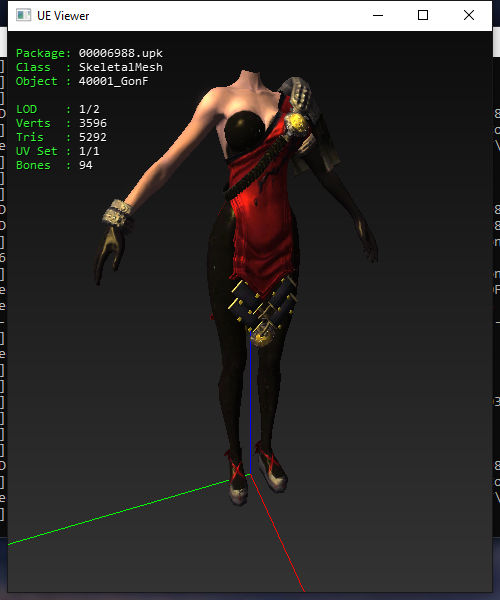 UE Viewer
Package: 00006988.upk
Class : SkeletalMesh
Object : 40001_GonF
LOD : 1/2
Verts : 3596
Tris : 5292
UV Set : 1/1
Bones : 94